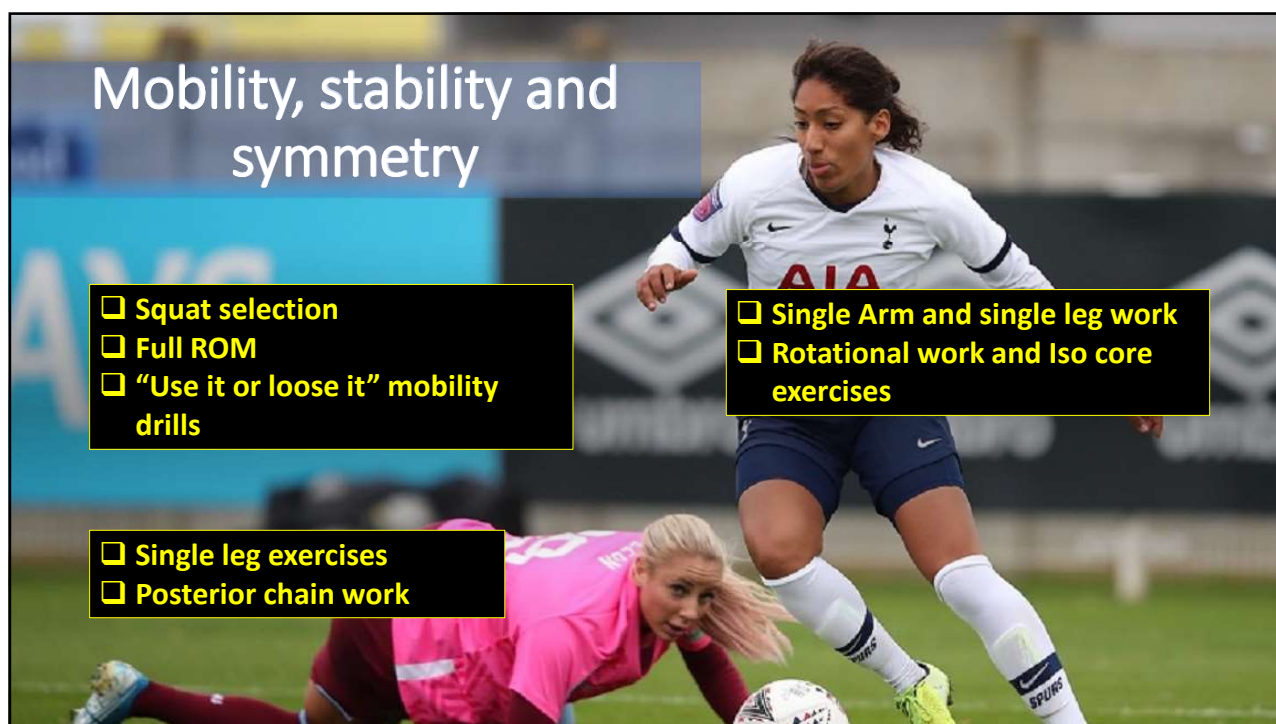 Mobility, stability and
symmetry
AIA
Squat selection
Full ROM
“Use it or loose it” mobility
drills
Single Arm and single leg work
Rotational work and Iso core
exercises
Single leg exercises
Posterior chain work
SPURS
SPURS